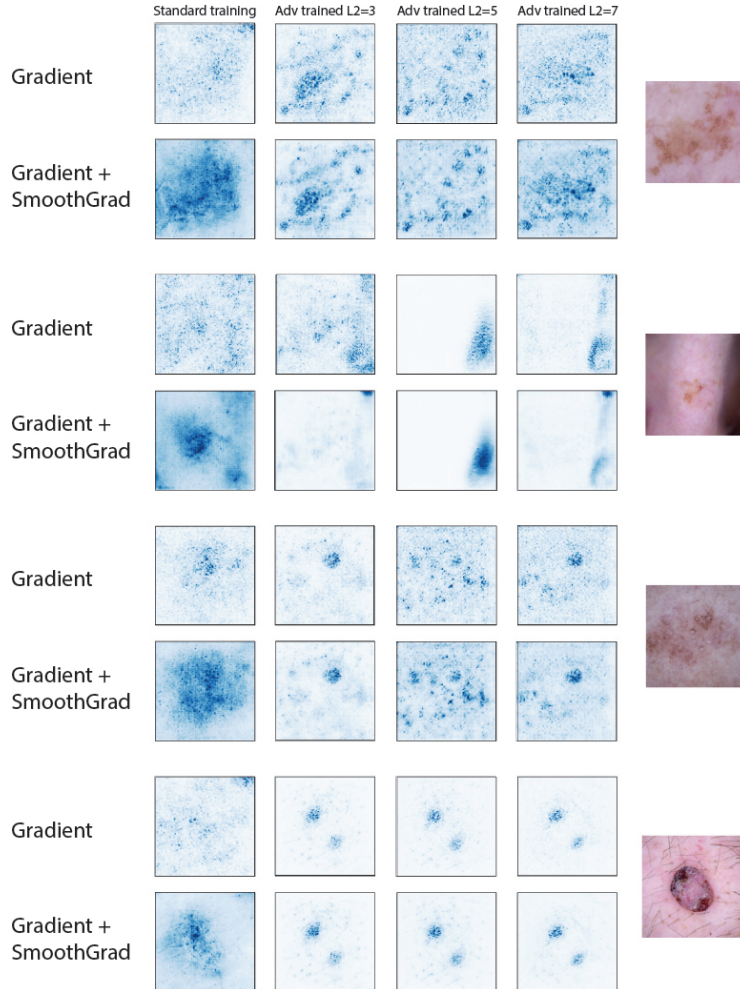 Standard training Adv trained L2=3 Adv trained L2=5 Adv trained L2=7
Gradient
Gradient +
SmoothGrad
Gradient
Gradient +
SmoothGrad
Gradient
Gradient +
SmoothGrad
Gradient
Gradient +
SmoothGrad